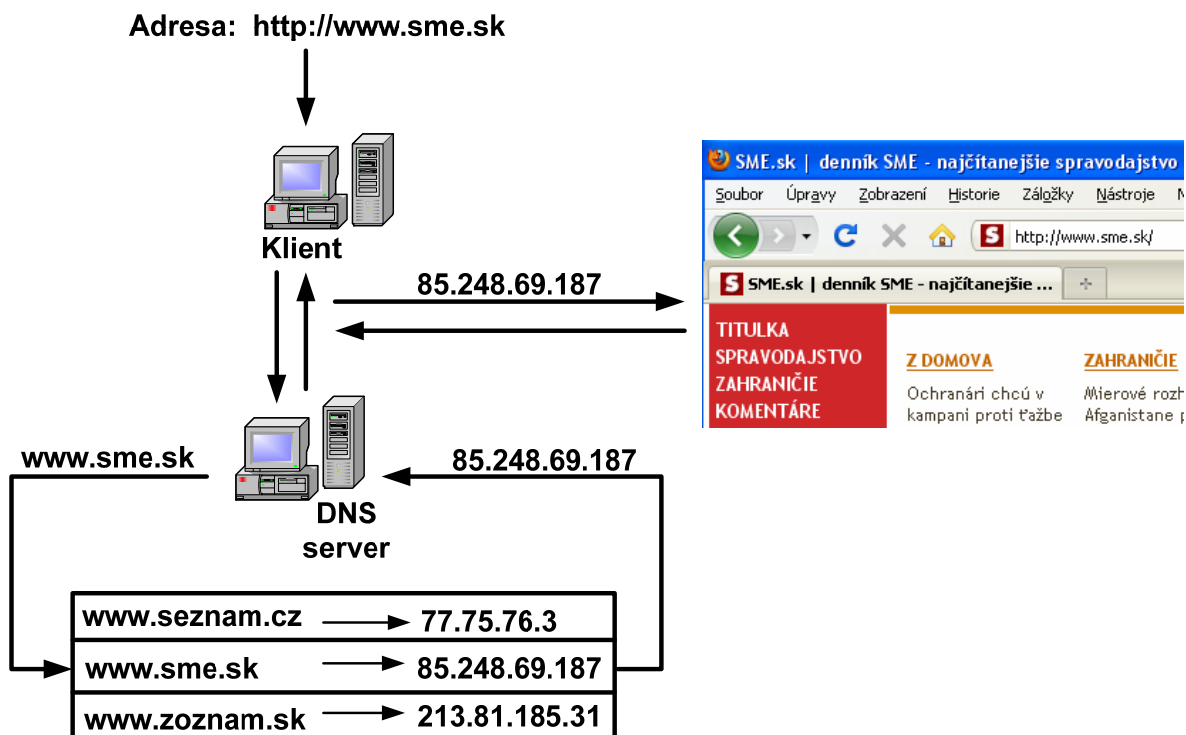 Adresa: http://www.sme.sk
Klient
85.248.69.187
SME.sk | denník SME - najčítanejšie spravodajstvo
Soubor Úpravy Zobrazení Historie Záložky Nástroje
http://www.sme.sk/
SME.sk | denník SME - najčítanejšie ...
TITULKA
SPRAVODAJSTVO
ZAHRANIČIE
KOMENTÁRE
Z DOMOVA
Ochranári chcú v
kampani proti ťažbe
ZAHRANIČIE
Mierové rozh
Afganistane p
www.sme.sk
85.248.69.187
DNS
server
www.seznam.cz 77.75.76.3
www.sme.sk 85.248.69.187
www.zoznam.sk 213.81.185.31